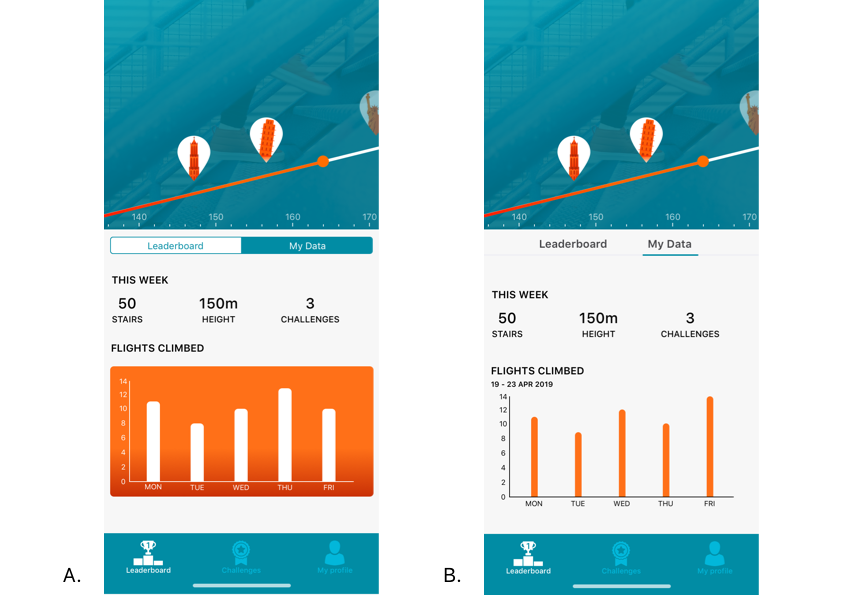 140 150 160 170
Leaderboard My Data
THIS WEEK
50 150m 3
STAIRS HEIGHT CHALLENGES
FLIGHTS CLIMBED
14
12
10
8
6
4
2
0
MON TUE WED THU FRI
1
Leaderboard Challenges My profile
A.
140 150 160 170
Leaderboard My Data
THIS WEEK
50 150m 3
STAIRS HEIGHT CHALLENGES
FLIGHTS CLIMBED
19 - 23 APR 2019
14
12
10
8
6
4
2
0
MON TUE WED THU FRI
1
Leaderboard Challenges My profile
B.